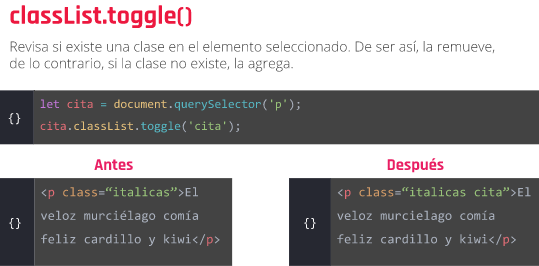 classList.toggle()
Revisa si existe una clase en el elemento seleccionado. De ser así, la remueve,
de lo contrario, si la clase no existe, la agrega.
{}
let cita = document.querySelector('p');
cita.classList.toggle('cita');
Antes
{}
<p class=“italicas”>El
veloz murciélago comía
feliz cardillo y kiwi</p>
Después
{}
<p class=“italicas cita”>El
veloz murcielago comía
feliz cardillo y kiwi</p>